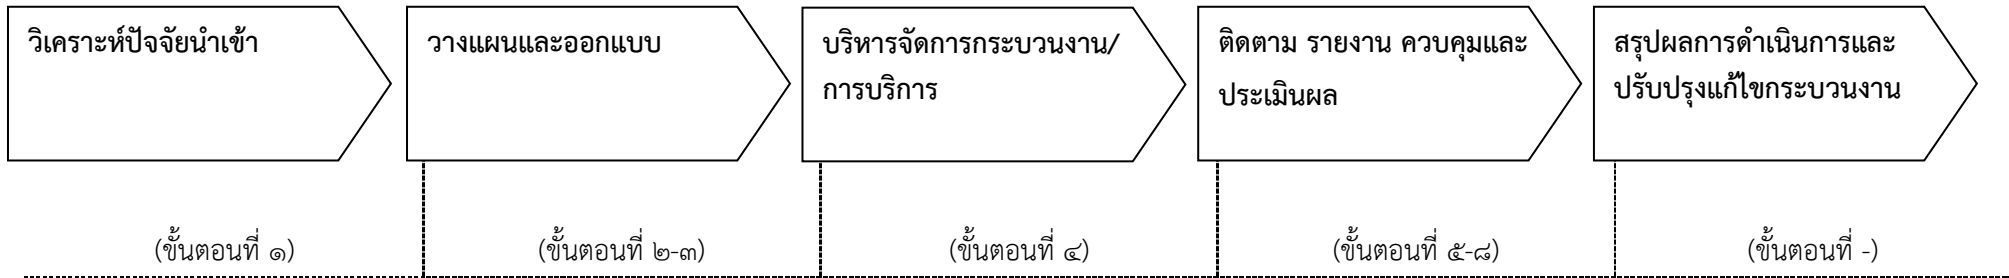 วิเคราะห์ปัจจัยนำเข้า
วางแผนและออกแบบ
บริหารจัดการกระบวนงาน/
การบริการ
ติดตาม รายงาน ควบคุมและ
ประเมินผล
สรุปผลการดำเนินการและ
ปรับปรุงแก้ไขกระบวนงาน
(ขั้นตอนที่ ๑)
(ขั้นตอนที่ ๒-๓)
(ขั้นตอนที่ ๔)
(ขั้นตอนที่ ๕-๘)
(ขั้นตอนที่ -)